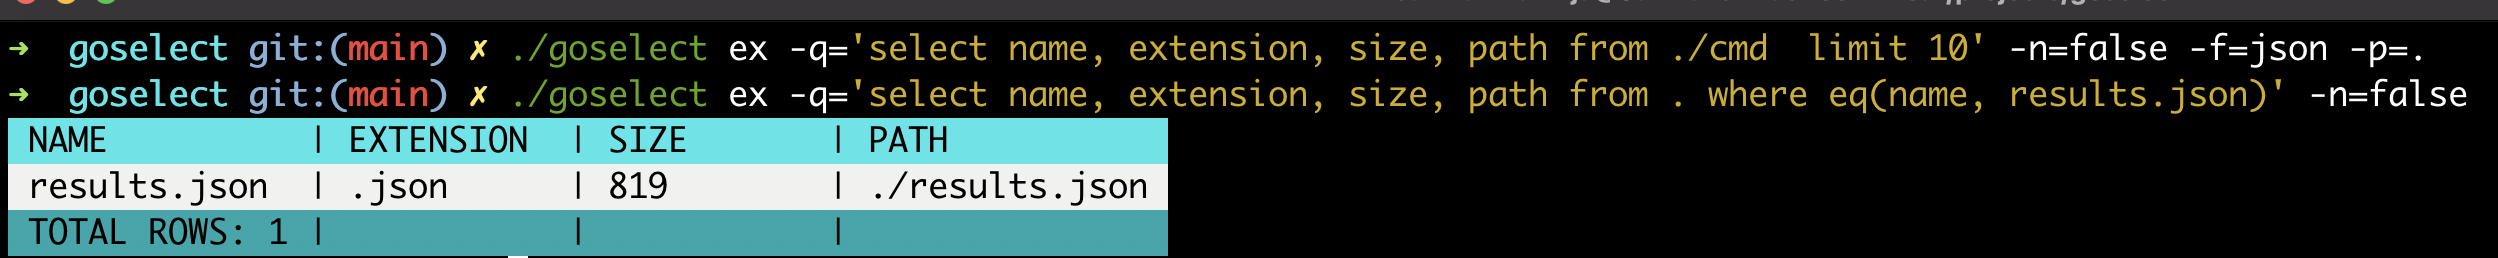 ➜  goselect git:(main) ✗ ./goselect ex -q='select name, extension, size, path from ./cmd  limit 10' -n=false -f=json -p=.
➜  goselect git:(main) ✗ ./goselect ex -q='select name, extension, size, path from . where eq(name, results.json)' -n=false
NAME | EXTENSION | SIZE | PATH
results.json | .json | 819 | ./results.json
TOTAL ROWS: 1 | | |